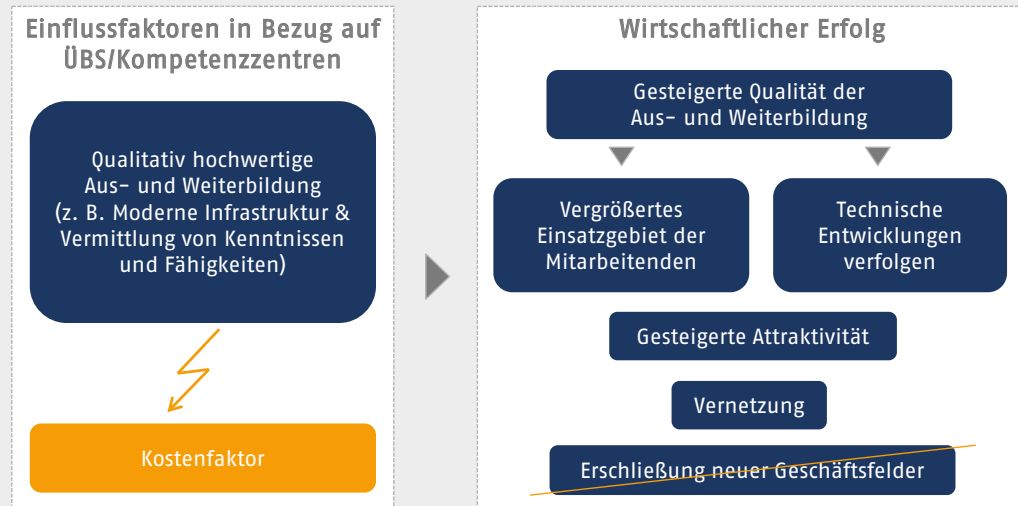 Einflussfaktoren in Bezug auf
ÜBS/Kompetenzzentren
Qualitativ hochwertige
Aus- und Weiterbildung
(z. B. Moderne Infrastruktur &
Vermittlung von Kenntnissen
und Fähigkeiten)
Kostenfaktor
Wirtschaftlicher Erfolg
Gesteigerte Qualität der
Aus- und Weiterbildung
Vergrößertes
Einsatzgebiet der
Mitarbeitenden
Technische
Entwicklungen
verfolgen
Gesteigerte Attraktivität
Vernetzung
Erschließung neuer Geschäftsfelder